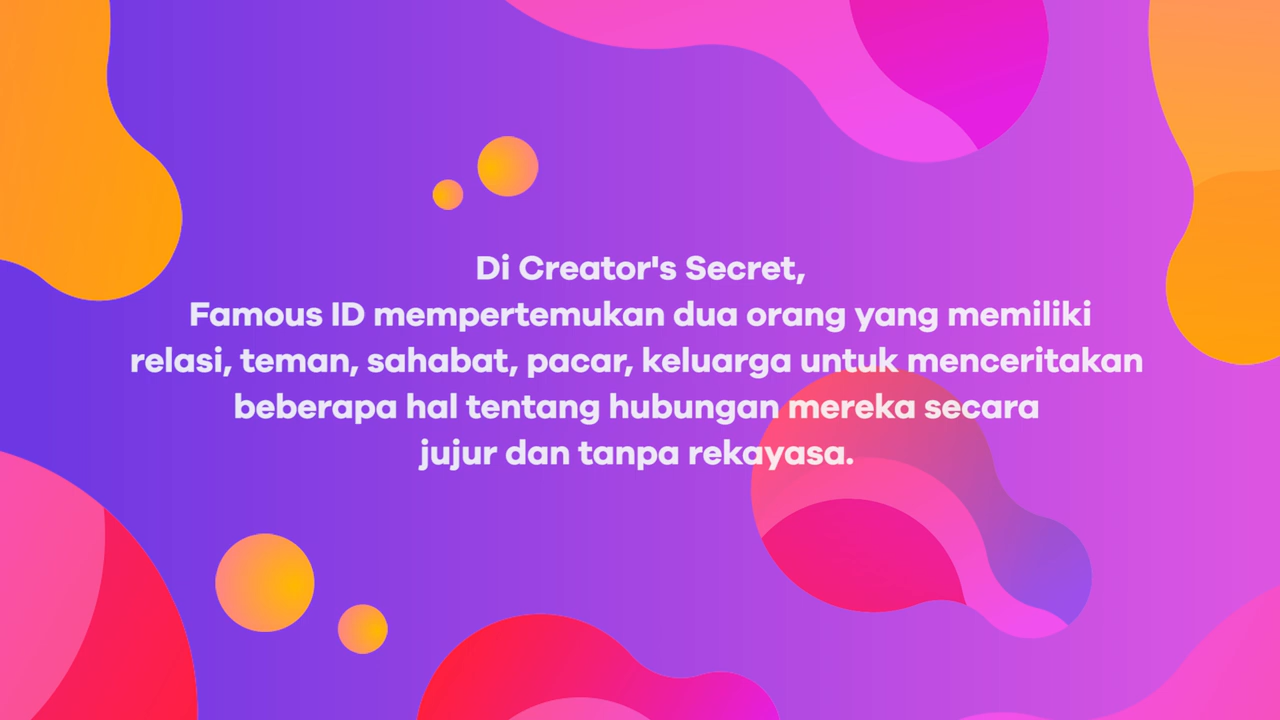 Di Creator's Secret,
Famous ID mempertemukan dua orang yang memiliki
relasi, teman, sahabat, pacar, keluarga untuk menceritakan
beberapa hal tentang hubungan mereka secara
jujur dan tanpa rekayasa.